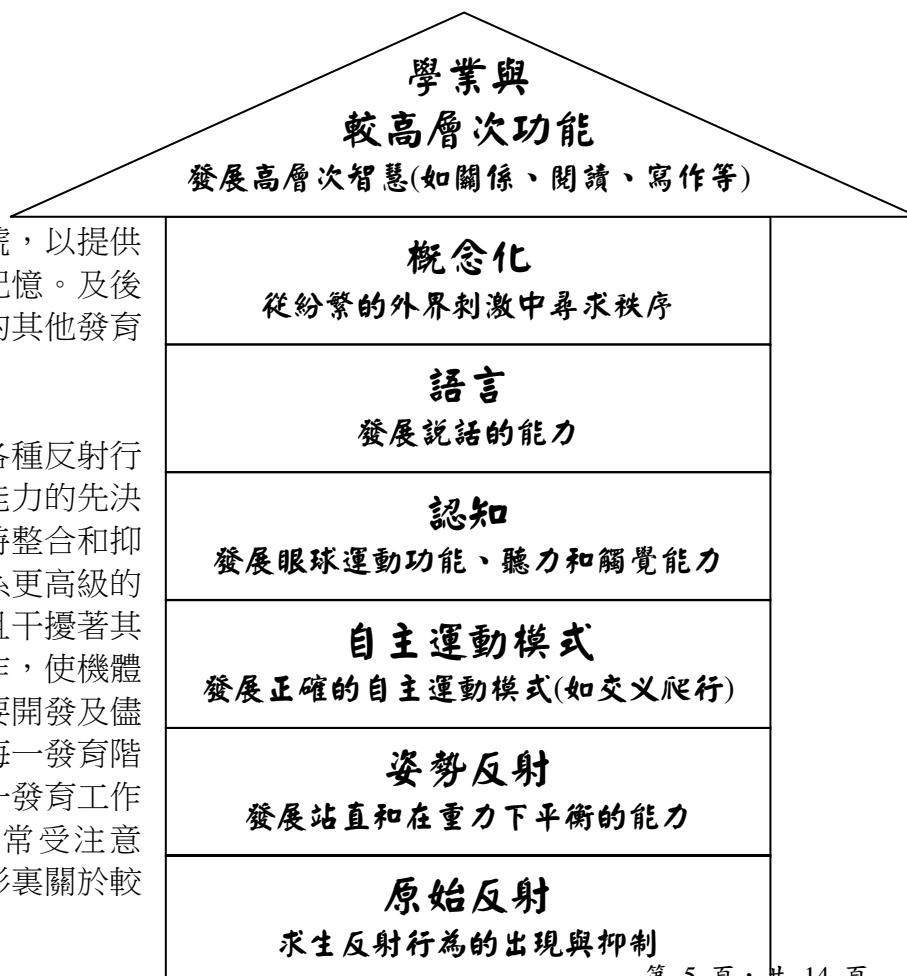 學業與
較高層次功能
發展高層次智慧(如關係、閱讀、寫作等)
概念化
從紛繁的外界刺激中尋求秩序
語言
發展説話的能力
認知
發展眼球運動功能、聽力和觸覺能力
自主運動模式
發展正確的自主運動模式(如交义爬行)
姿勢反射
發展站直和在重力下平衡的能力
原始反射
求生反射行為的出現與抑制
號，以提供
記憶。及後
的其他發育
各種反射行
能力的先決
時整合和抑
系更高級的
且干擾著其
作，使機體
要開發及儘
每一發育階
一發育工作
常受注意
形裏關於較
第 5 頁，共 14 頁